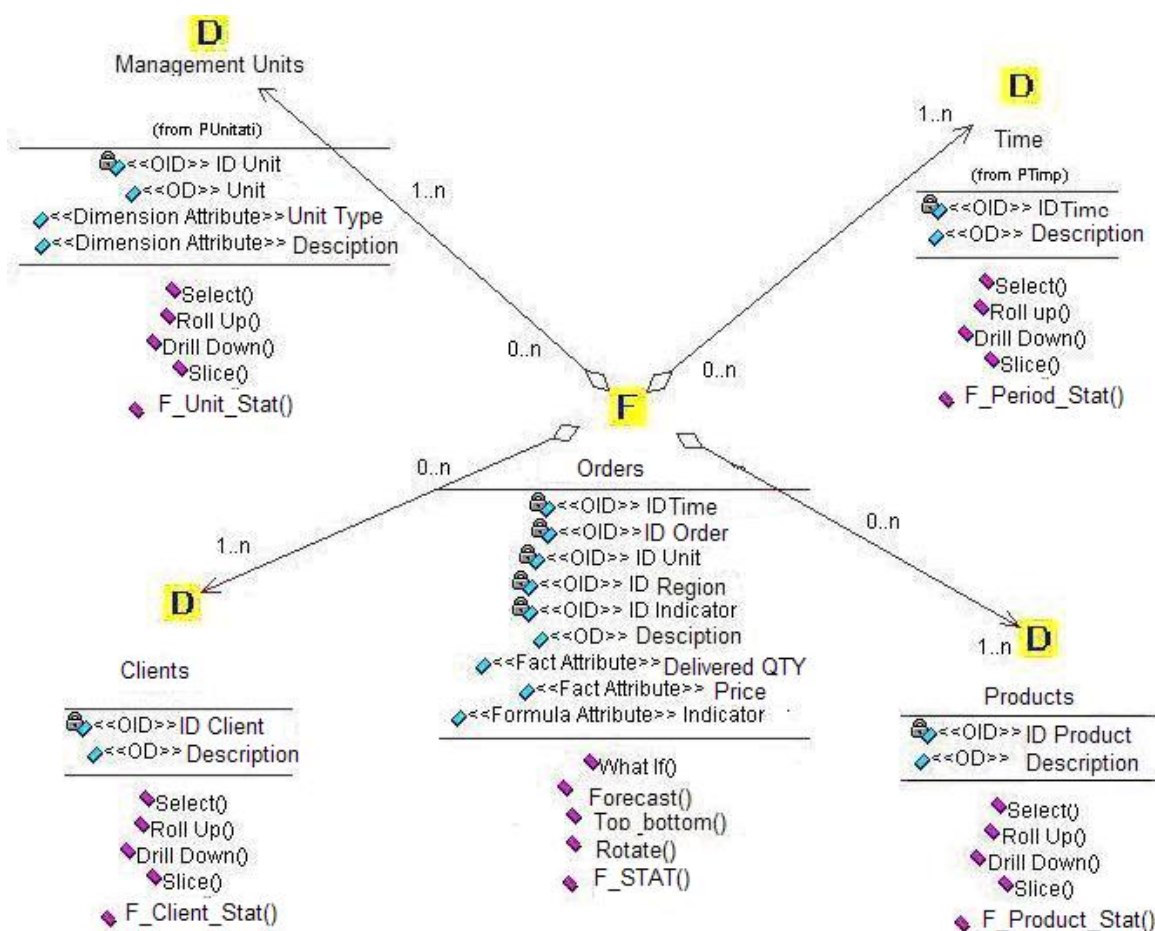 D
Management Units
(from PUnitati)
<<OID>> ID Unit
<<OD>> Unit
<<Dimension Attribute>> Unit Type
<<Dimension Attribute>> Desciption
Select()
Roll Up()
Drill Down()
Slice()
F_Unit_Stat()
1..n
0..n
D
Time
(from PTimp)
<<OID>> ID Time
<<OD>> Description
Select()
Roll up()
Drill Down()
Slice()
F_Period_Stat()
1..n
0..n
F
Orders
<<OID>> ID Time
<<OID>> ID Order
<<OID>> ID Unit
<<OID>> ID Region
<<OID>> ID Indicator
<<OD>> Desciption
<<Fact Attribute>> Delivered QTY
<<Fact Attribute>> Price
<<Formula Attribute>> Indicator
What If()
Forecast()
Top_bottom()
Rotate()
F_STAT()
0..n
1..n
D
Clients
<<OID>> ID Client
<<OD>> Description
Select()
Roll Up()
Drill Down()
Slice()
F_Client_Stat()
0..n
1..n
D
Products
<<OID>> ID Product
<<OD>> Description
Select()
Roll Up()
Drill Down()
Slice()
F_Product_Stat()